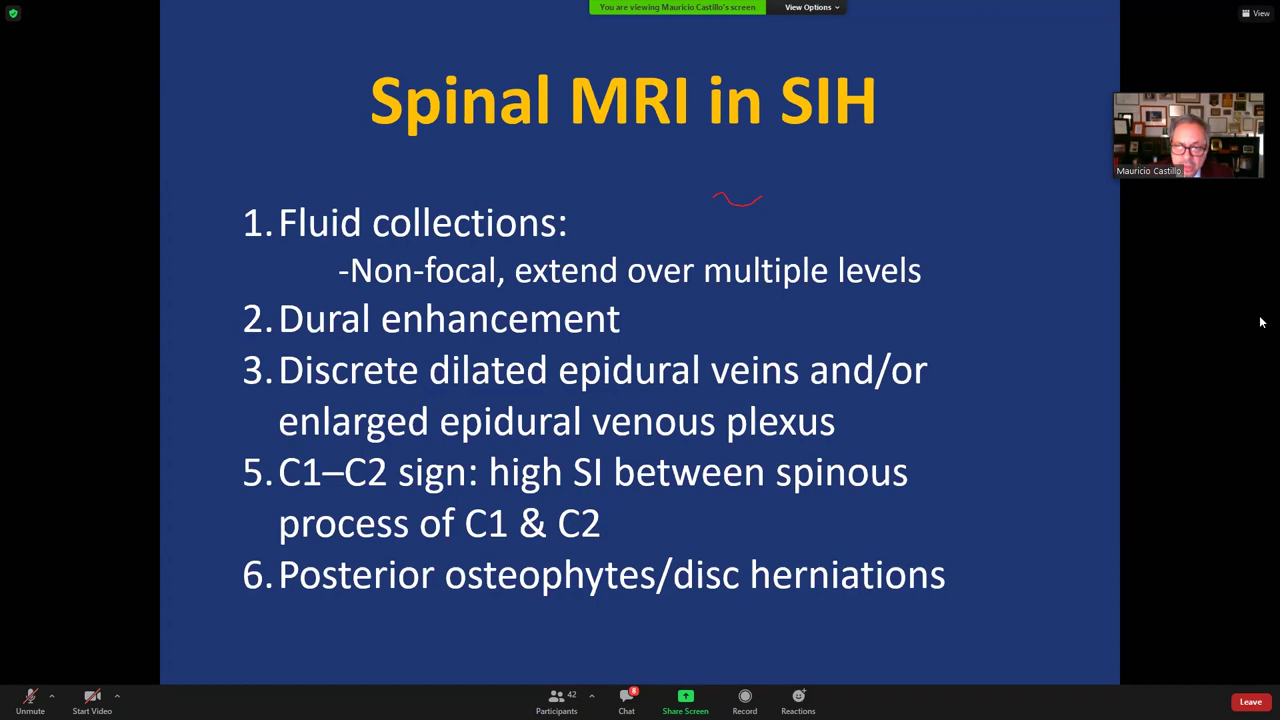 You are viewing Mauricio Castillo's screen
View Options
View
Spinal MRI in SIH
Mauricio Castillo
1. Fluid collections:
-Non-focal, extend over multiple levels
2. Dural enhancement
3. Discrete dilated epidural veins and/or
enlarged epidural venous plexus
5. C1–C2 sign: high SI between spinous
process of C1 & C2
6. Posterior osteophytes/disc herniations
Unmute
Start Video
42
Participants
8
Chat
Share Screen
Record
Reactions
Leave